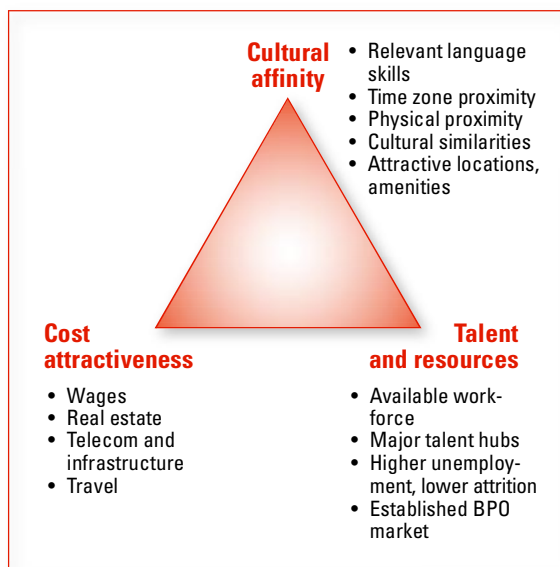 Cultural
affinity
• Relevant language
skills
• Time zone proximity
• Physical proximity
• Cultural similarities
• Attractive locations,
amenities
Cost
attractiveness
• Wages
• Real estate
• Telecom and
infrastructure
• Travel
Talent
and resources
• Available work-
force
• Major talent hubs
• Higher unemploy-
ment, lower attrition
• Established BPO
market